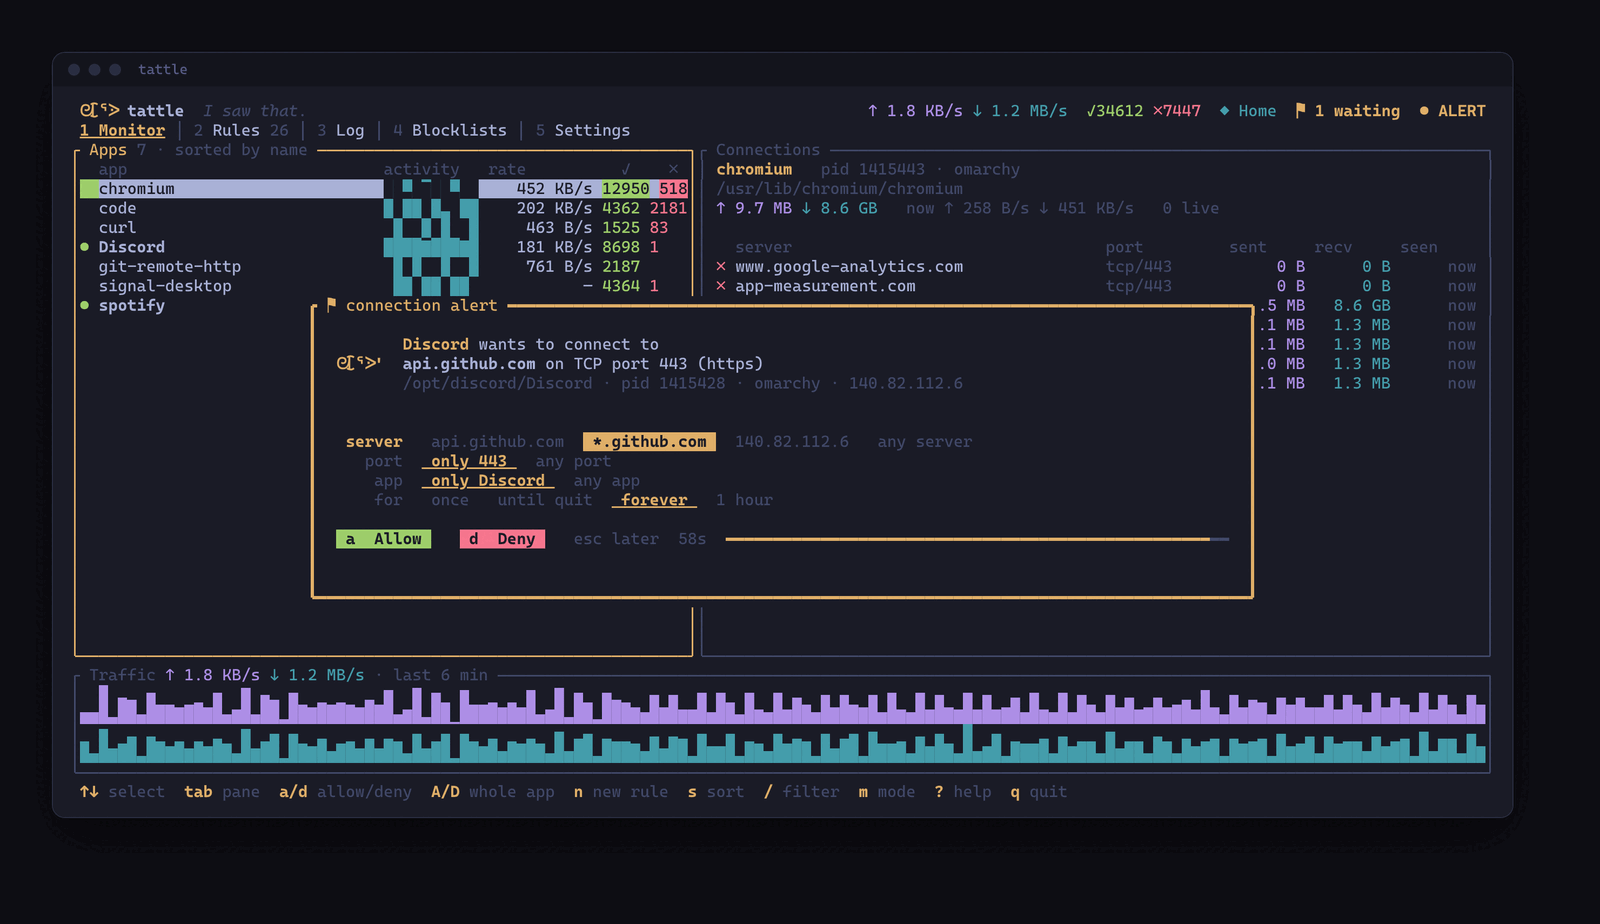 tattle
tattle I saw that. ↑ 1.8 KB/s ↓ 1.2 MB/s ✓34612 ×7447 ◆ Home ⚑ 1 waiting ● ALERT
1 Monitor │ 2 Rules 26 │ 3 Log │ 4 Blocklists │ 5 Settings
Apps 7 · sorted by name
app activity rate ✓ ×
chromium 452 KB/s 12950 518
code 202 KB/s 4362 2181
curl 463 B/s 1525 83
● Discord 181 KB/s 8698 1
git-remote-http 761 B/s 2187
signal-desktop — 4364 1
● spotify
Connections
chromium pid 1415443 · omarchy
/usr/lib/chromium/chromium
↑ 9.7 MB ↓ 8.6 GB now ↑ 258 B/s ↓ 451 KB/s 0 live
server port sent recv seen
× www.google-analytics.com tcp/443 0 B 0 B now
× app-measurement.com tcp/443 0 B 0 B now
.5 MB 8.6 GB now
.1 MB 1.3 MB now
.1 MB 1.3 MB now
.0 MB 1.3 MB now
.1 MB 1.3 MB now
⚑ connection alert
Discord wants to connect to
api.github.com on TCP port 443 (https)
/opt/discord/Discord · pid 1415428 · omarchy · 140.82.112.6
server api.github.com *.github.com 140.82.112.6 any server
port only 443 any port
app only Discord any app
for once until quit forever 1 hour
a Allow d Deny esc later 58s
Traffic ↑ 1.8 KB/s ↓ 1.2 MB/s · last 6 min
↑↓ select tab pane a/d allow/deny A/D whole app n new rule s sort / filter m mode ? help q quit